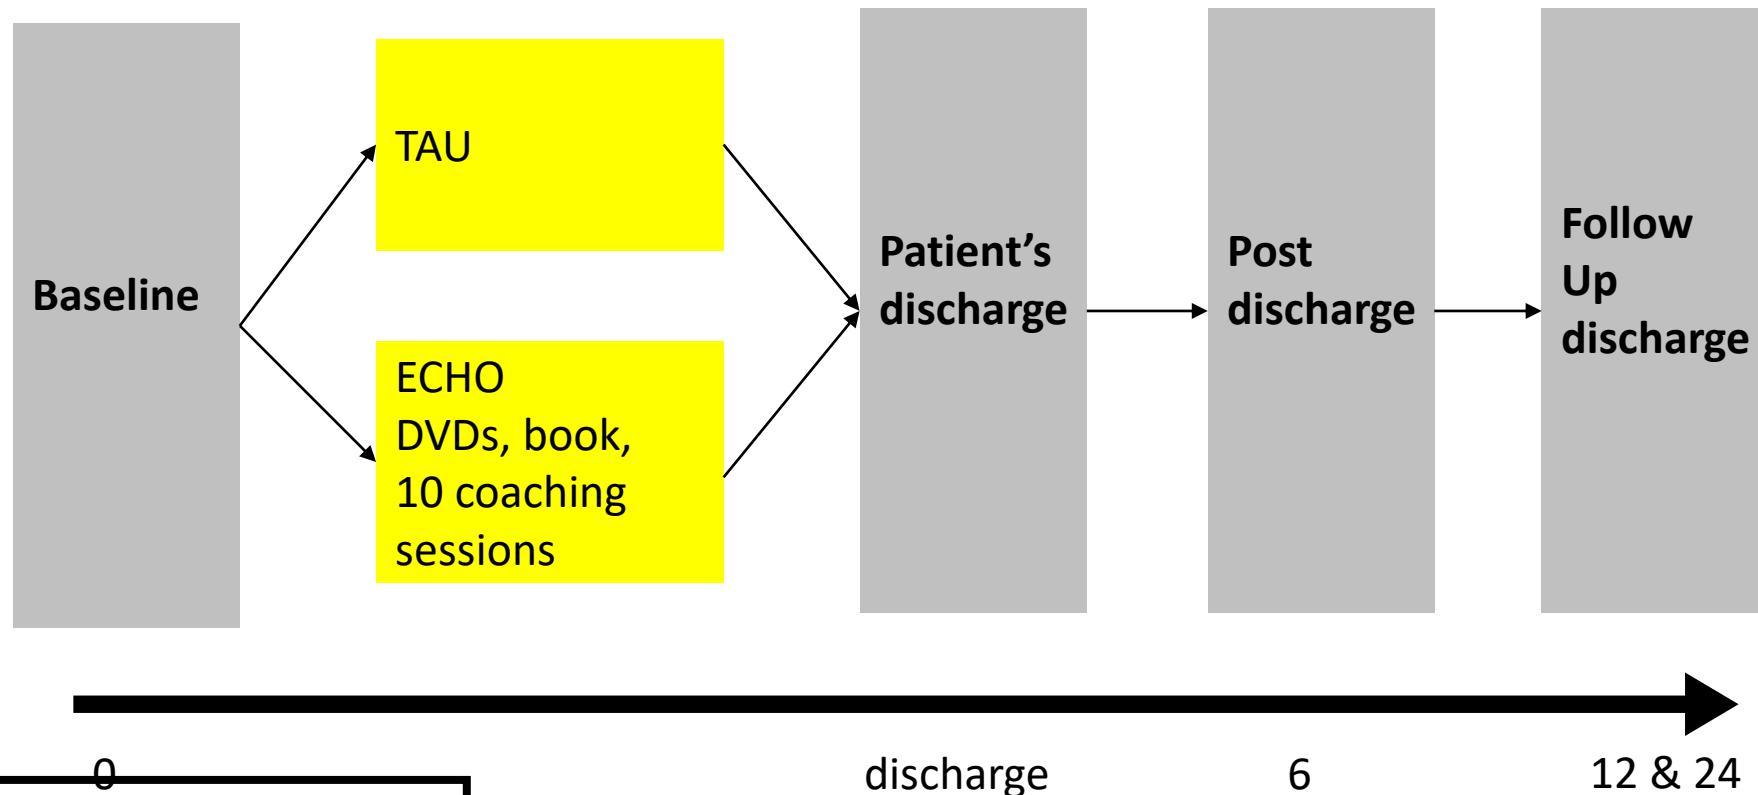 Baseline
TAU
ECHO
DVDs, book,
10 coaching
sessions
Patient’s
discharge
Post
discharge
Follow
Up
discharge
0
discharge
6
12 & 24